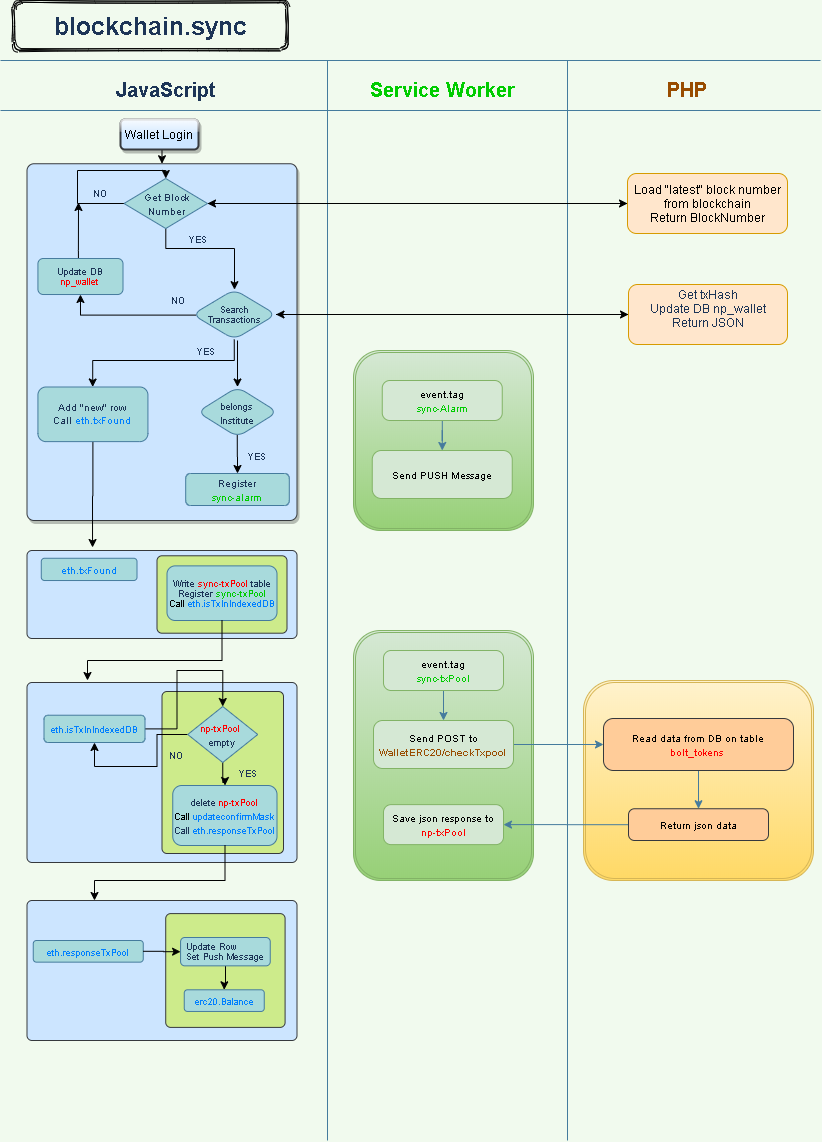 blockchain.sync
JavaScript
Service Worker
PHP
Wallet Login
NO
Get Block
Number
Load "latest" block number
from blockchain
Return BlockNumber
YES
Update DB
np_wallet
NO
Search
Transactions
Get txHash
Update DB np_wallet
Return JSON
YES
Add "new" row
Call eth.txFound
belongs
Institute
event.tag
sync-Alarm
YES
Register
sync-alarm
Send PUSH Message
eth.txFound
Write sync-txPool table
Register sync-txPool
Call eth.isTxInIndexedDB
event.tag
sync-txPool
eth.isTxInIndexedDB
np-txPool
empty
NO
YES
Send POST to
WalletERC20/checkTxpool
Read data from DB on table
bolt_tokens
delete np-txPool
Call updateconfirmMask
Call eth.responseTxPool
Save json response to
np-txPool
Return json data
eth.responseTxPool
Update Row
Set Push Message
erc20.Balance